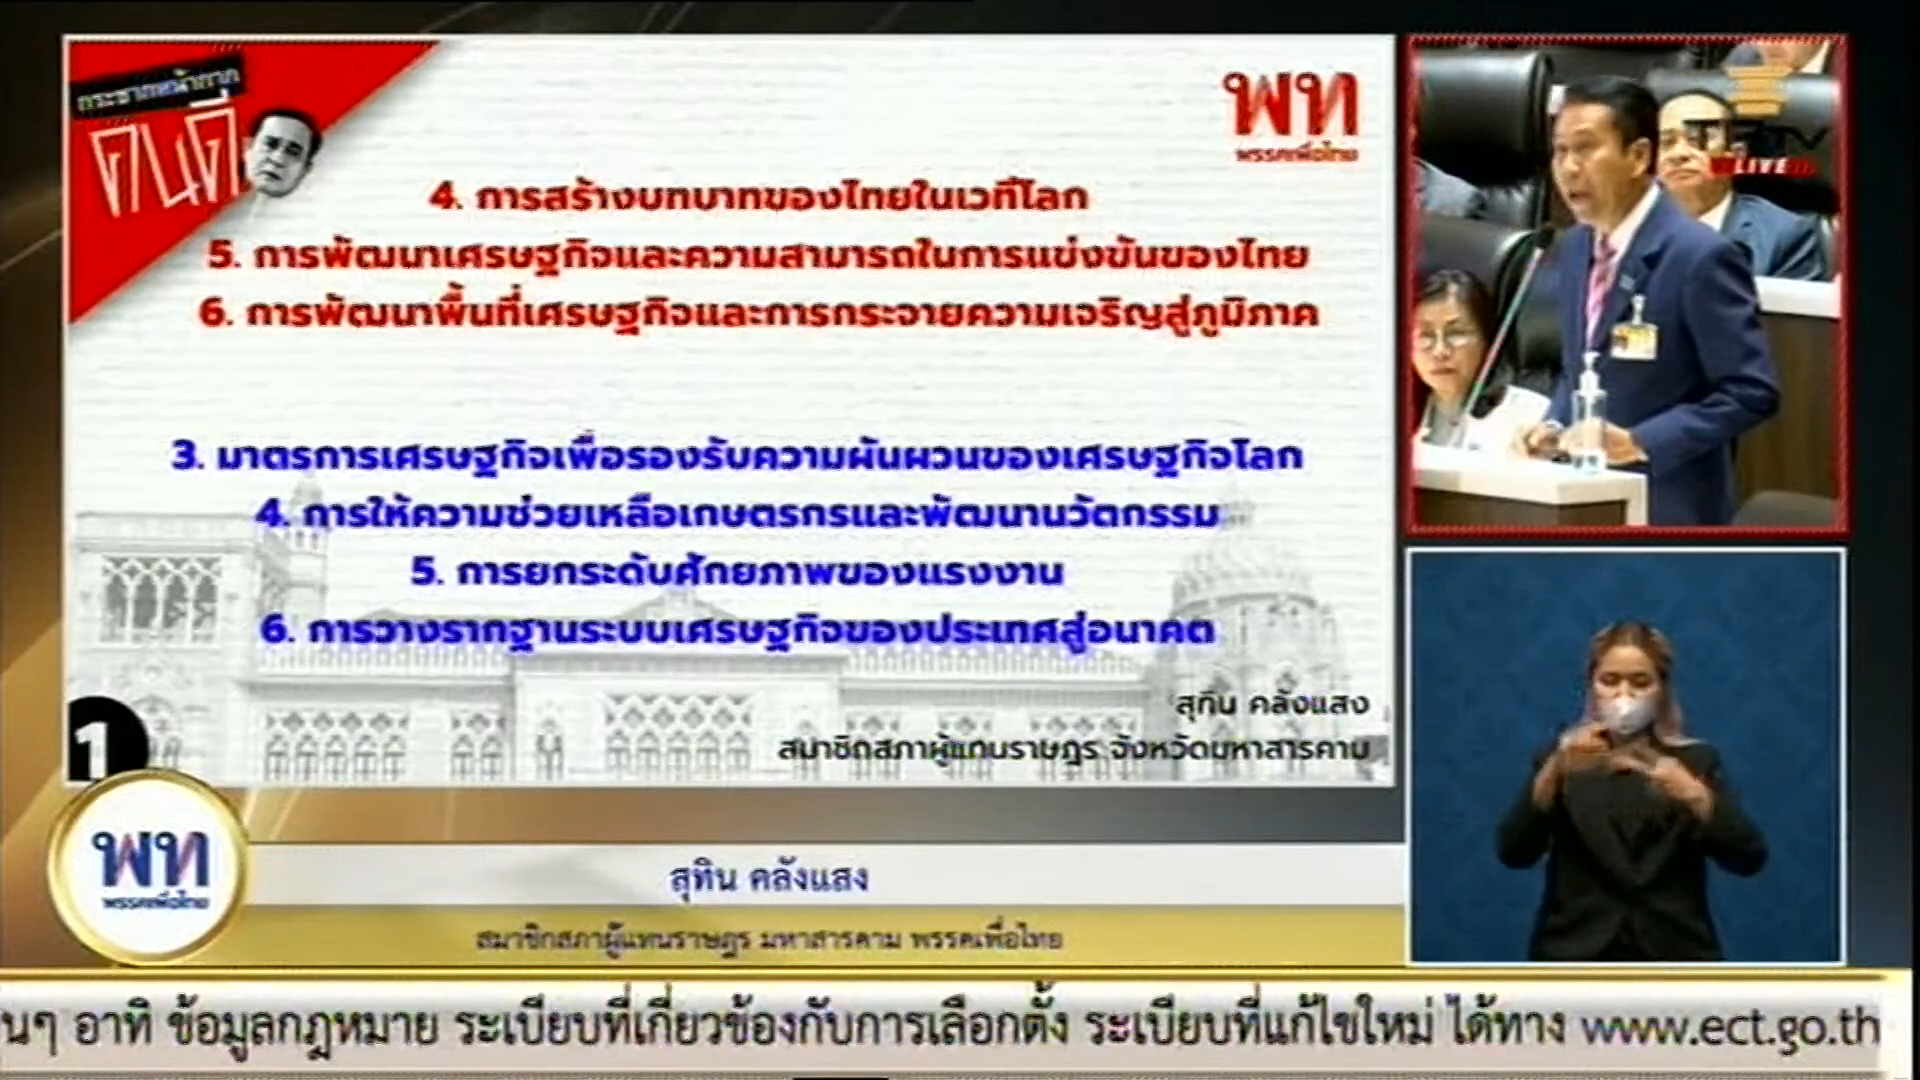 กระชากหน้ากาก
คนดี
พท
พรรคเพื่อไทย
4. การสร้างบทบาทของไทยในเวทีโลก
5. การพัฒนาเศรษฐกิจและความสามารถในการแข่งขันของไทย
6. การพัฒนาพื้นที่เศรษฐกิจและการกระจายความเจริญสู่ภูมิภาค
3. มาตรการเศรษฐกิจเพื่อรองรับความผันผวนของเศรษฐกิจโลก
4. การให้ความช่วยเหลือเกษตรกรและพัฒนานวัตกรรม
5. การยกระดับศักยภาพของแรงงาน
6. การวางรากฐานระบบเศรษฐกิจของประเทศสู่อนาคต
สุทิน คลังแสง
สมาชิกสภาผู้แทนราษฎร จังหวัดมหาสารคาม
1
LIVE
พท
พรรคเพื่อไทย
สุทิน คลังแสง
สมาชิกสภาผู้แทนราษฎร มหาสารคาม พรรคเพื่อไทย
นๆ อาทิ ข้อมูลกฎหมาย ระเบียบที่เกี่ยวข้องกับการเลือกตั้ง ระเบียบที่แก้ไขใหม่ ได้ทาง www.ect.go.th